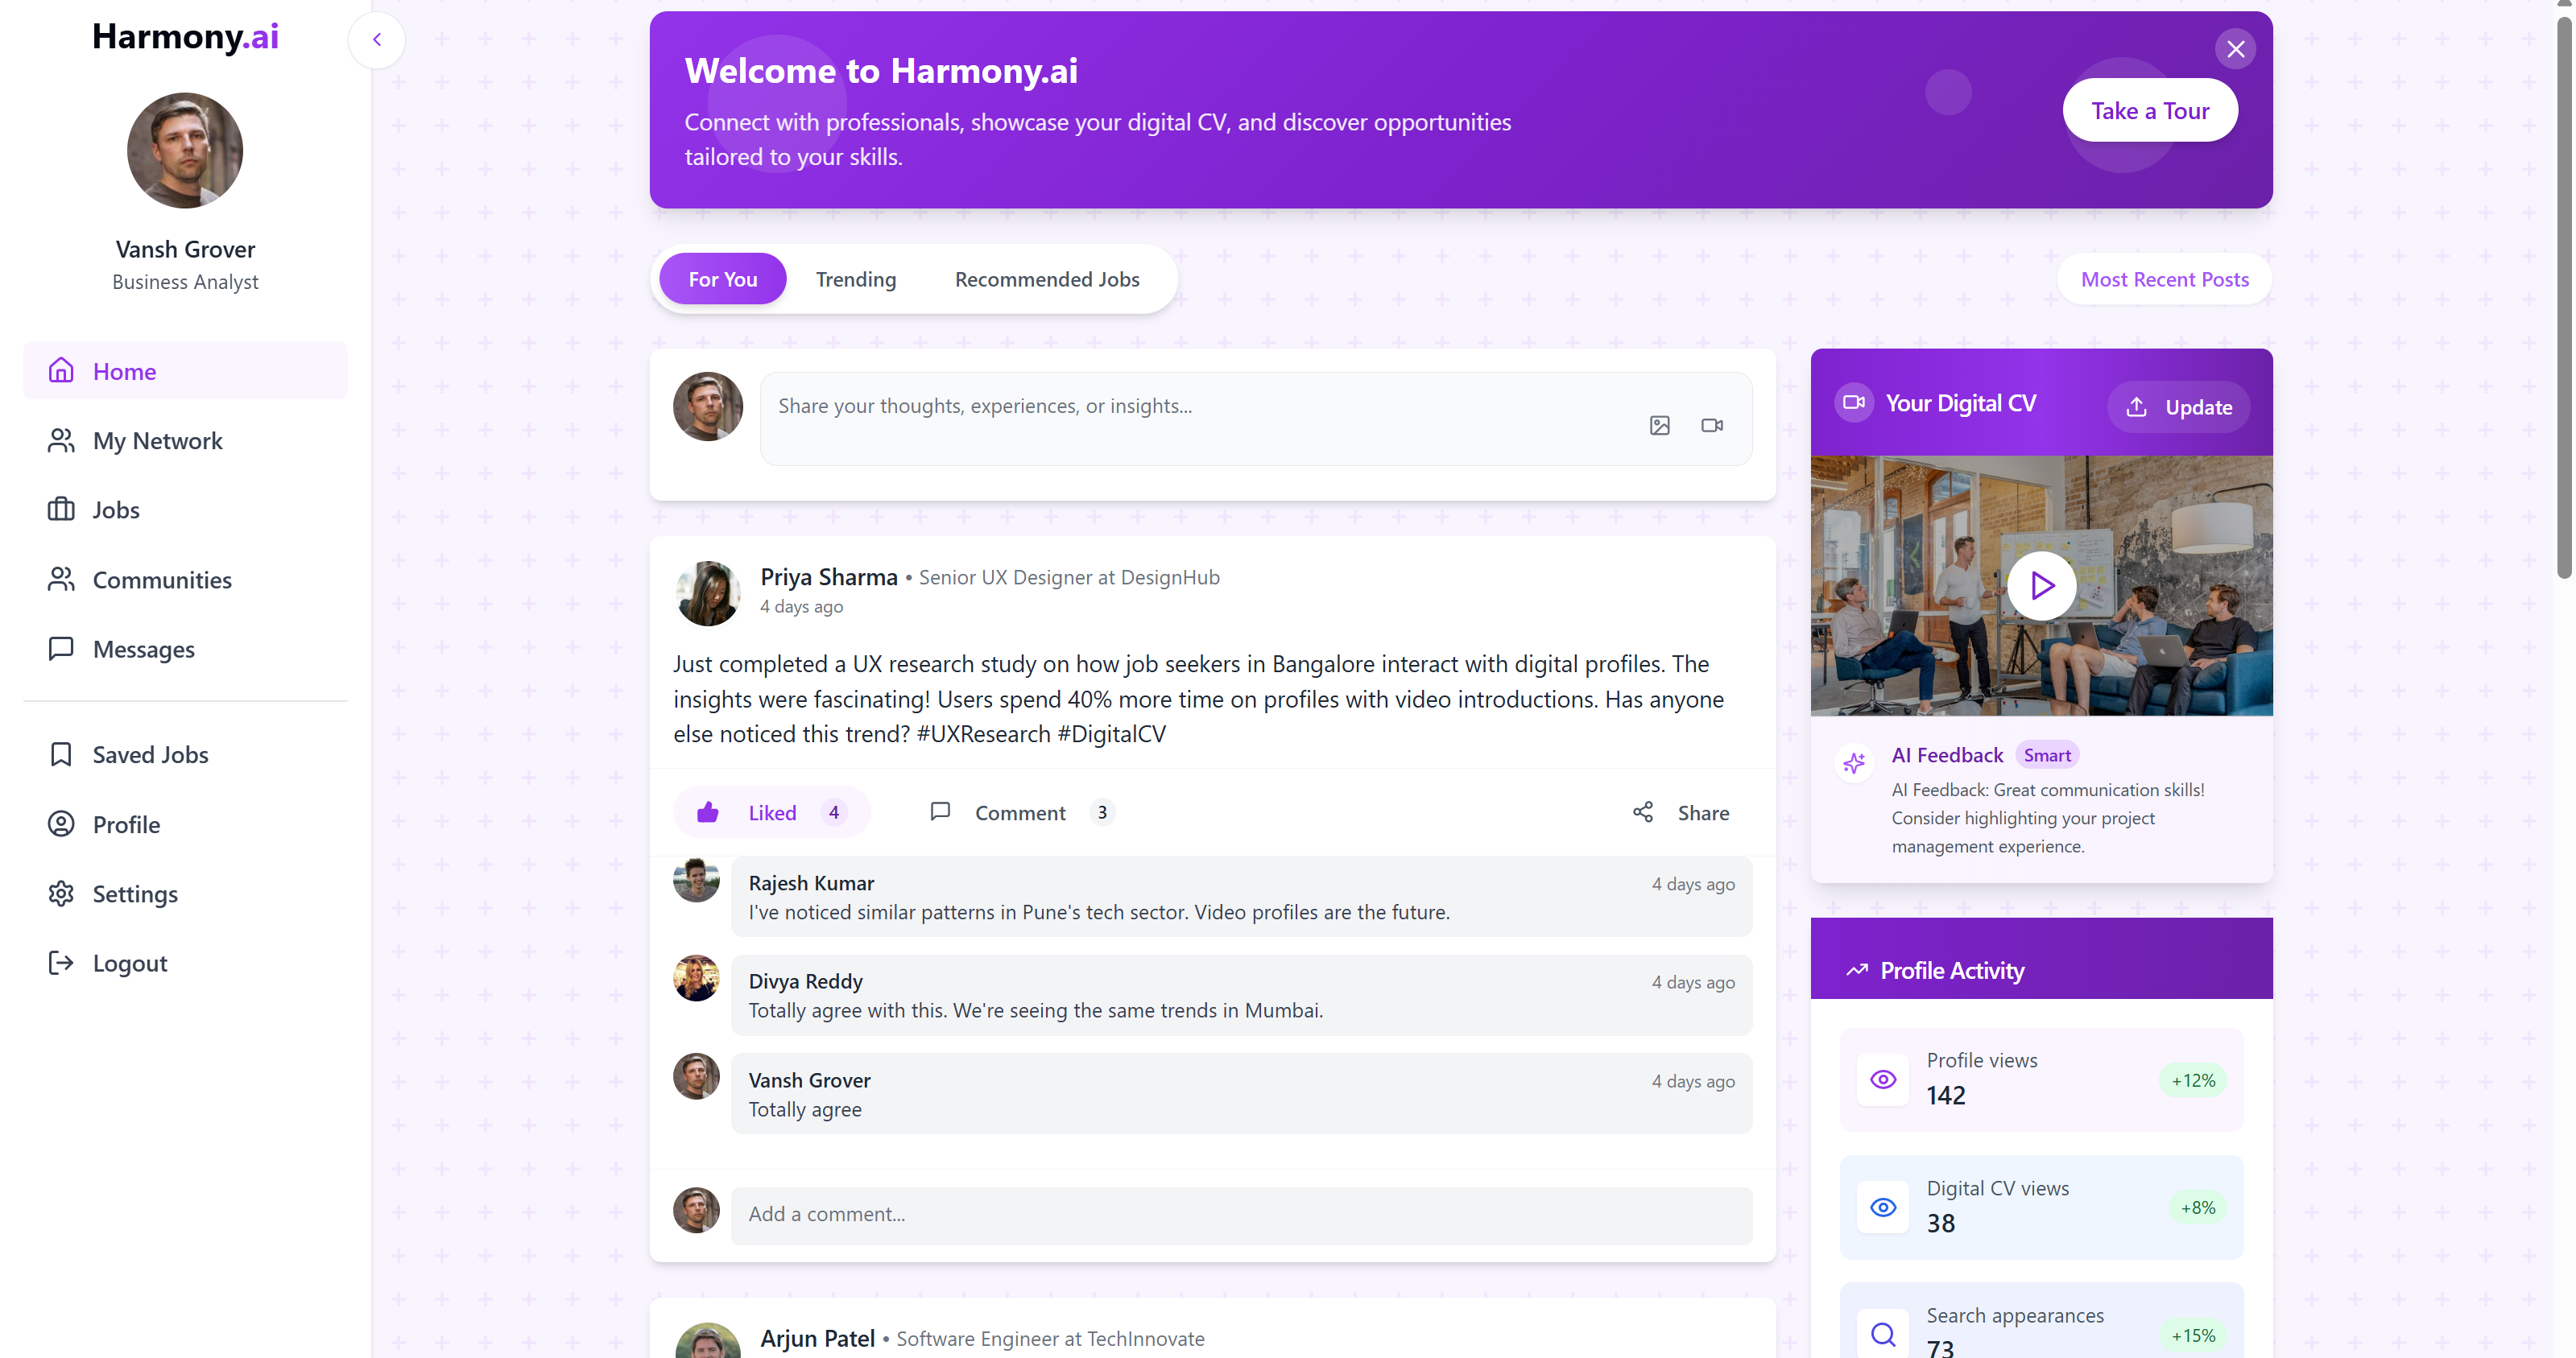 Harmony.ai
Vansh Grover
Business Analyst
Home
My Network
Jobs
Communities
Messages
Saved Jobs
Profile
Settings
Logout
Welcome to Harmony.ai
Connect with professionals, showcase your digital CV, and discover opportunities
tailored to your skills.
Take a Tour
For You
Trending
Recommended Jobs
Most Recent Posts
Share your thoughts, experiences, or insights...
Priya Sharma • Senior UX Designer at DesignHub
4 days ago
Just completed a UX research study on how job seekers in Bangalore interact with digital profiles. The
insights were fascinating! Users spend 40% more time on profiles with video introductions. Has anyone
else noticed this trend? #UXResearch #DigitalCV
Liked 4
Comment 3
Share
Rajesh Kumar
4 days ago
I've noticed similar patterns in Pune's tech sector. Video profiles are the future.
Divya Reddy
4 days ago
Totally agree with this. We're seeing the same trends in Mumbai.
Vansh Grover
4 days ago
Totally agree
Add a comment...
Arjun Patel • Software Engineer at TechInnovate
Your Digital CV
Update
AI Feedback Smart
AI Feedback: Great communication skills!
Consider highlighting your project
management experience.
Profile Activity
Profile views
142
+12%
Digital CV views
38
+8%
Search appearances
73
+15%